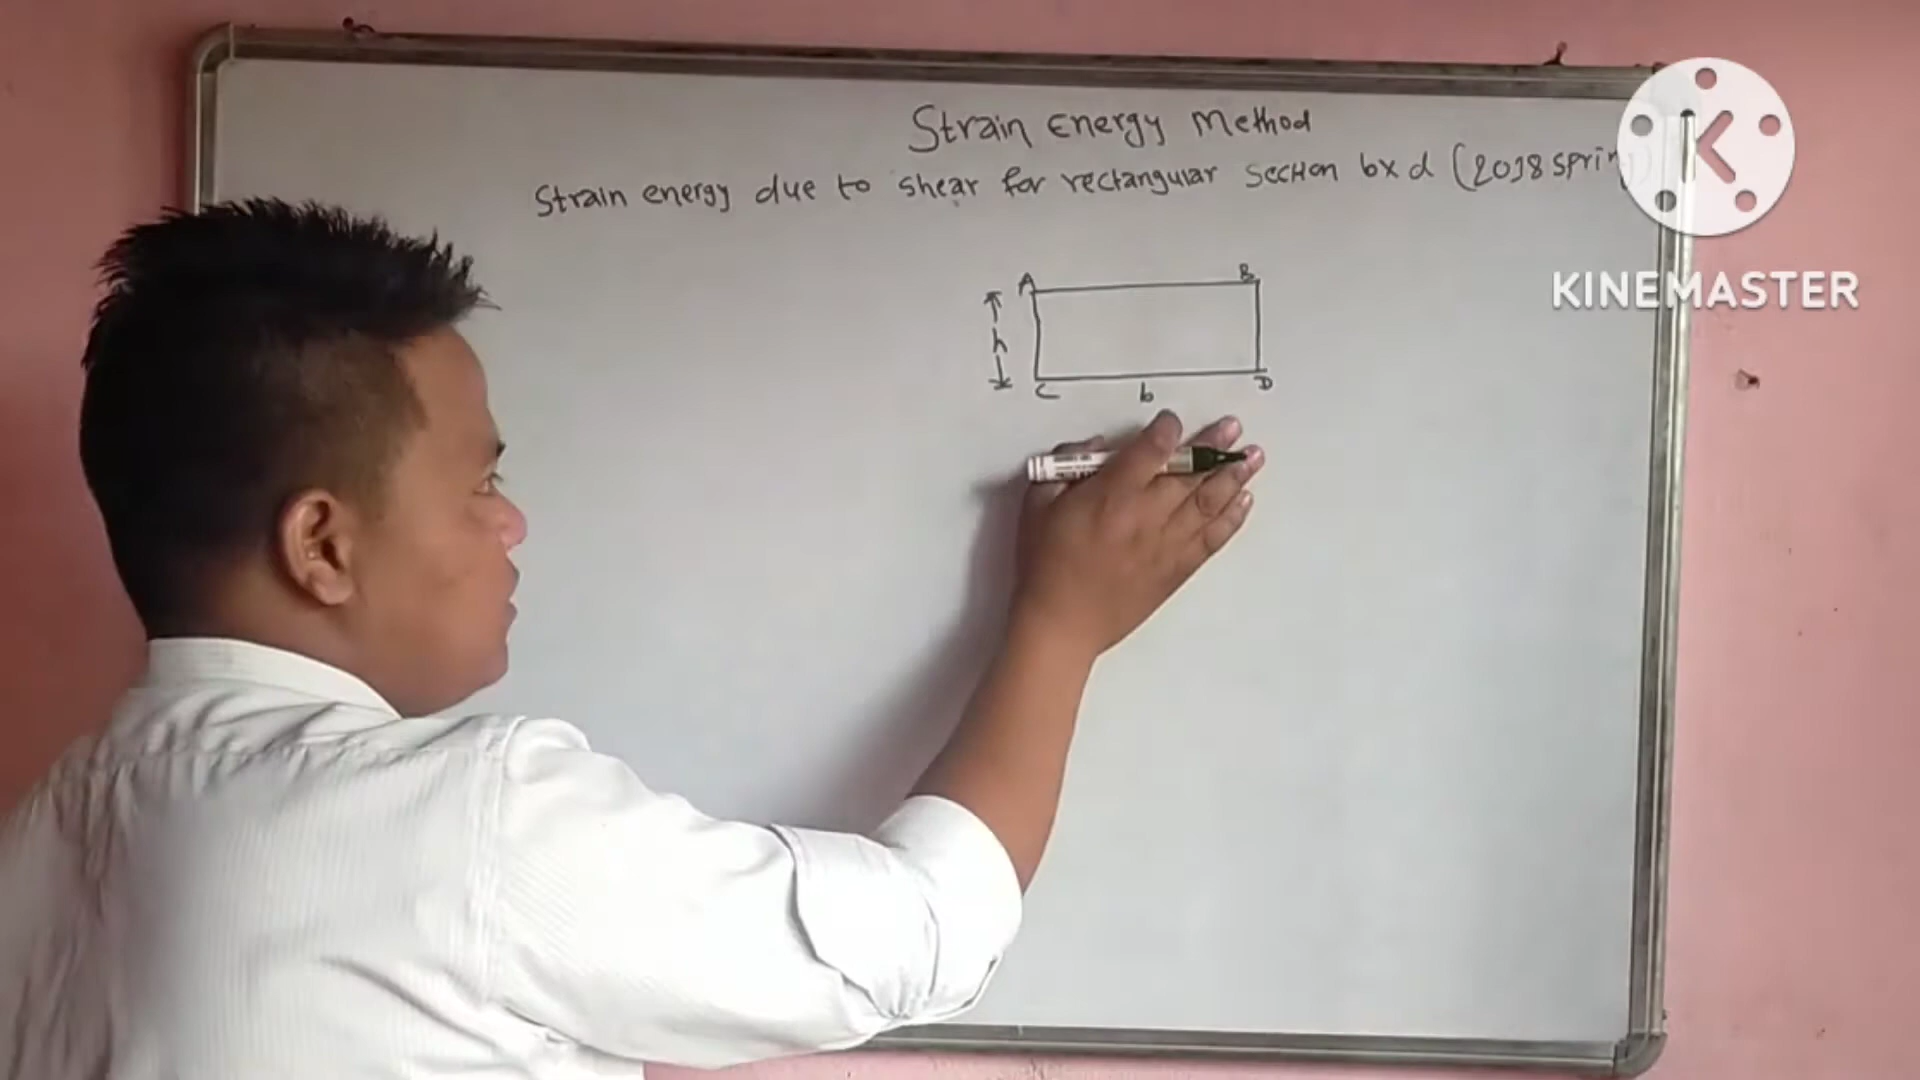 Strain Energy Method
Strain energy due to shear for rectangular section b x d (2018 spring)
A
B
h
C
b
D
K
KINEMASTER